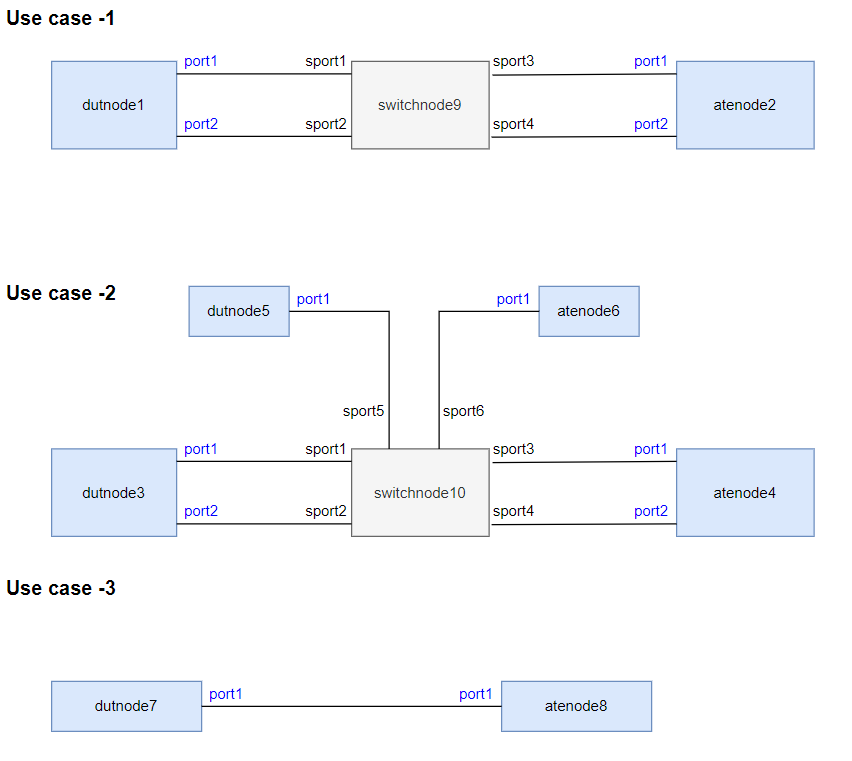 Use case -1
port1 sport1 sport3 port1
dutnode1 switchnode9 atenode2
port2 sport2 sport4 port2
Use case -2
dutnode5 port1 port1 atenode6
sport5 sport6
port1 sport1 sport3 port1
dutnode3 switchnode10 atenode4
port2 sport2 sport4 port2
Use case -3
dutnode7 port1 port1 atenode8